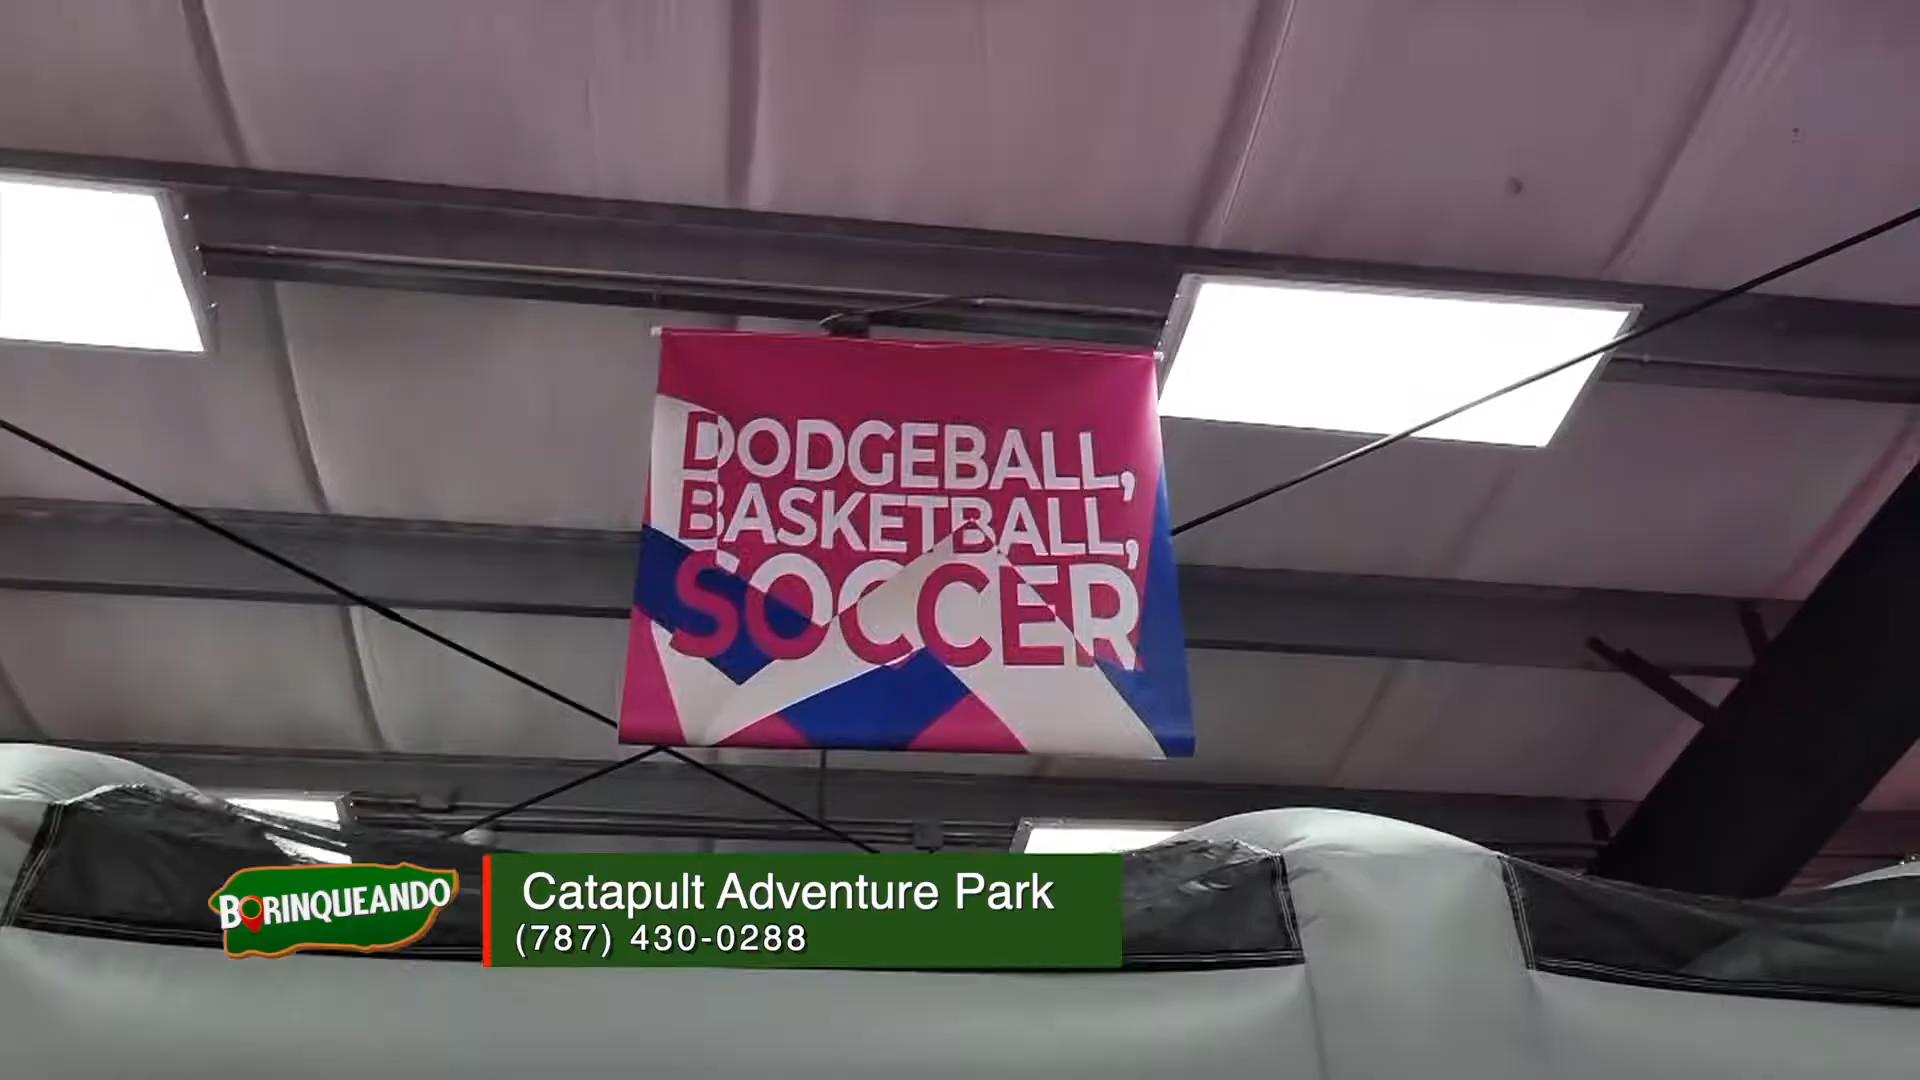 DODGEBALL,
BASKETBALL,
SOCCER
BORINQUEANDO
Catapult Adventure Park
(787) 430-0288